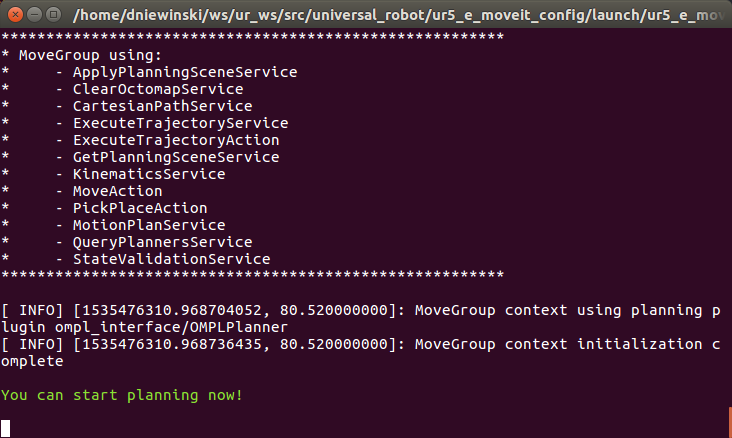 /home/dniewinski/ws/ur_ws/src/universal_robot/ur5_e_moveit_config/launch/ur5_e_mov
********************************************************
* MoveGroup using:
*     - ApplyPlanningSceneService
*     - ClearOctomapService
*     - CartesianPathService
*     - ExecuteTrajectoryService
*     - ExecuteTrajectoryAction
*     - GetPlanningSceneService
*     - KinematicsService
*     - MoveAction
*     - PickPlaceAction
*     - MotionPlanService
*     - QueryPlannersService
*     - StateValidationService
********************************************************
[ INFO] [1535476310.968704052, 80.520000000]: MoveGroup context using planning p
lugin ompl_interface/OMPLPlanner
[ INFO] [1535476310.968736435, 80.520000000]: MoveGroup context initialization c
omplete
You can start planning now!